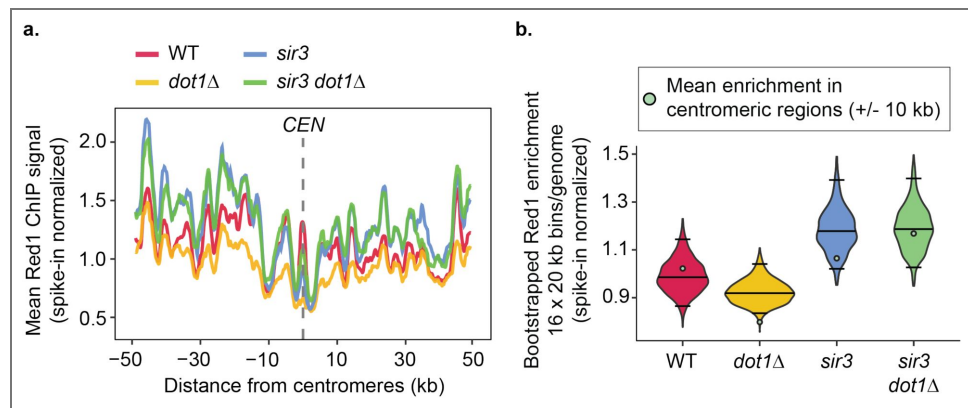 a.
WT
sir3
dot1Δ
sir3 dot1Δ
CEN
Mean Red1 ChIP signal
(spike-in normalized)
2.0
1.5
1.0
0.5
−50
−30
−10
10
30
50
Distance from centromeres (kb)
b.
Mean enrichment in
centromeric regions (+/- 10 kb)
Bootstrapped Red1 enrichment
16 x 20 kb bins/genome
(spike-in normalized)
1.5
1.3
1.1
0.9
WT
dot1Δ
sir3
sir3
dot1Δ